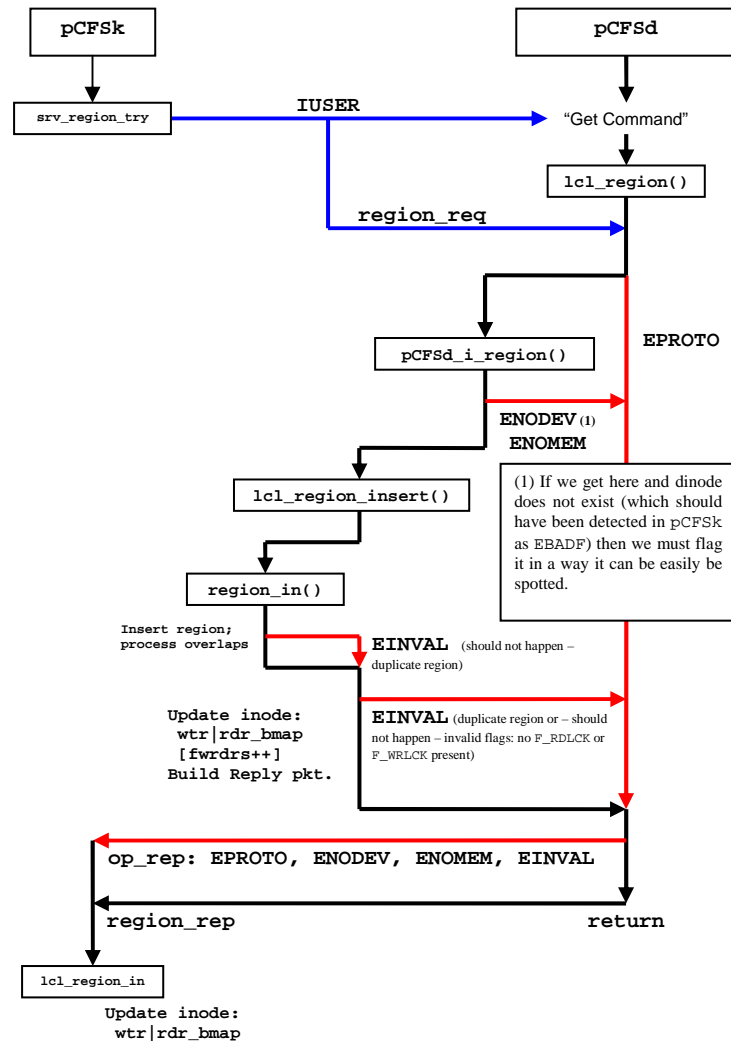 pCFSk
pCFSd
IUSER
srv_region_try
“Get Command”
lcl_region()
region_req
EPROTO
pCFSd_i_region()
ENODEV (1)
ENOMEM
(1) If we get here and dinode
does not exist (which should
have been detected in pCFSk
as EBADF) then we must flag
it in a way it can be easily be
spotted.
lcl_region_insert()
region_in()
Insert region;
process overlaps
EINVAL (should not happen –
duplicate region)
Update inode:
wtr|rdr_bmap
[fwrdrs++]
Build Reply pkt.
EINVAL (duplicate region or – should
not happen – invalid flags: no F_RDLCK or
F_WRLCK present)
op_rep: EPROTO, ENODEV, ENOMEM, EINVAL
region_rep
return
lcl_region_in
Update inode:
wtr|rdr_bmap